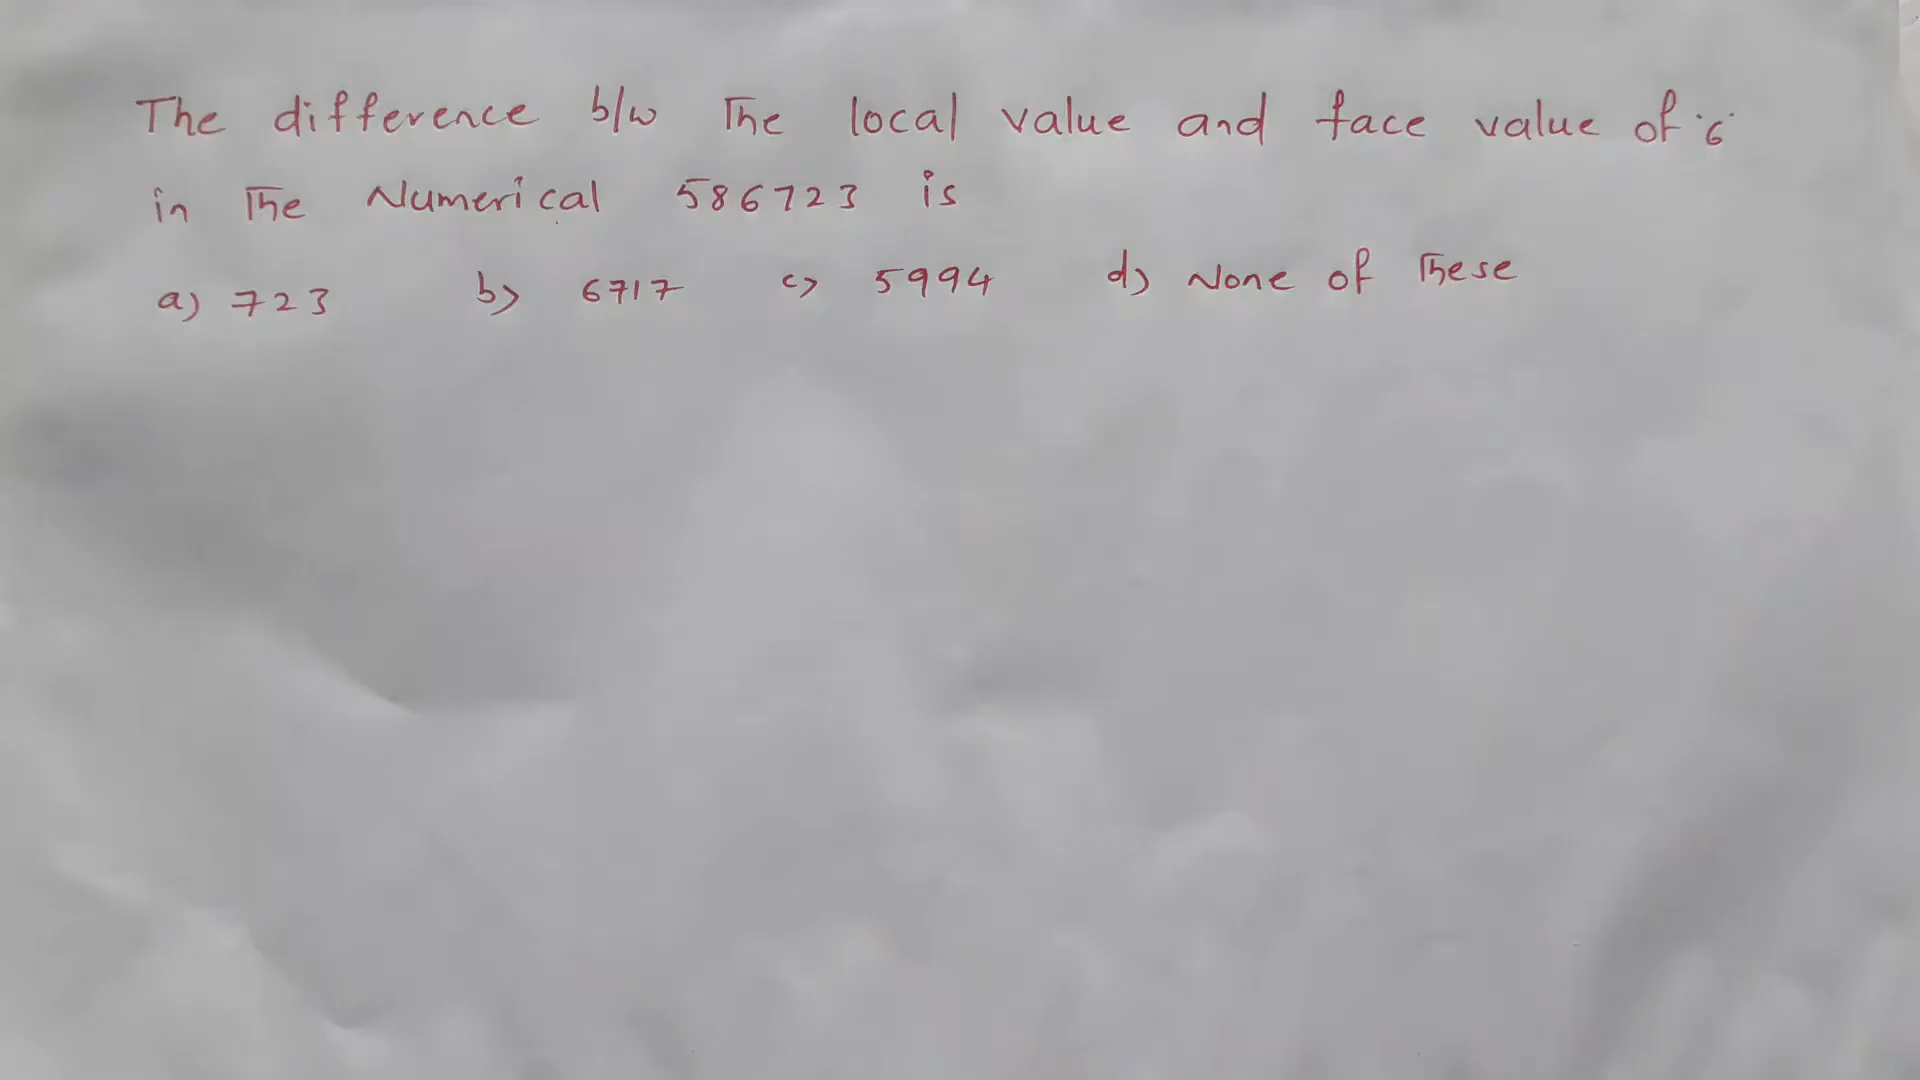 The difference b/w The local value and face value of '6'
in The Numerical 586723 is
a) 723 b) 6717 c) 5994 d) None of These